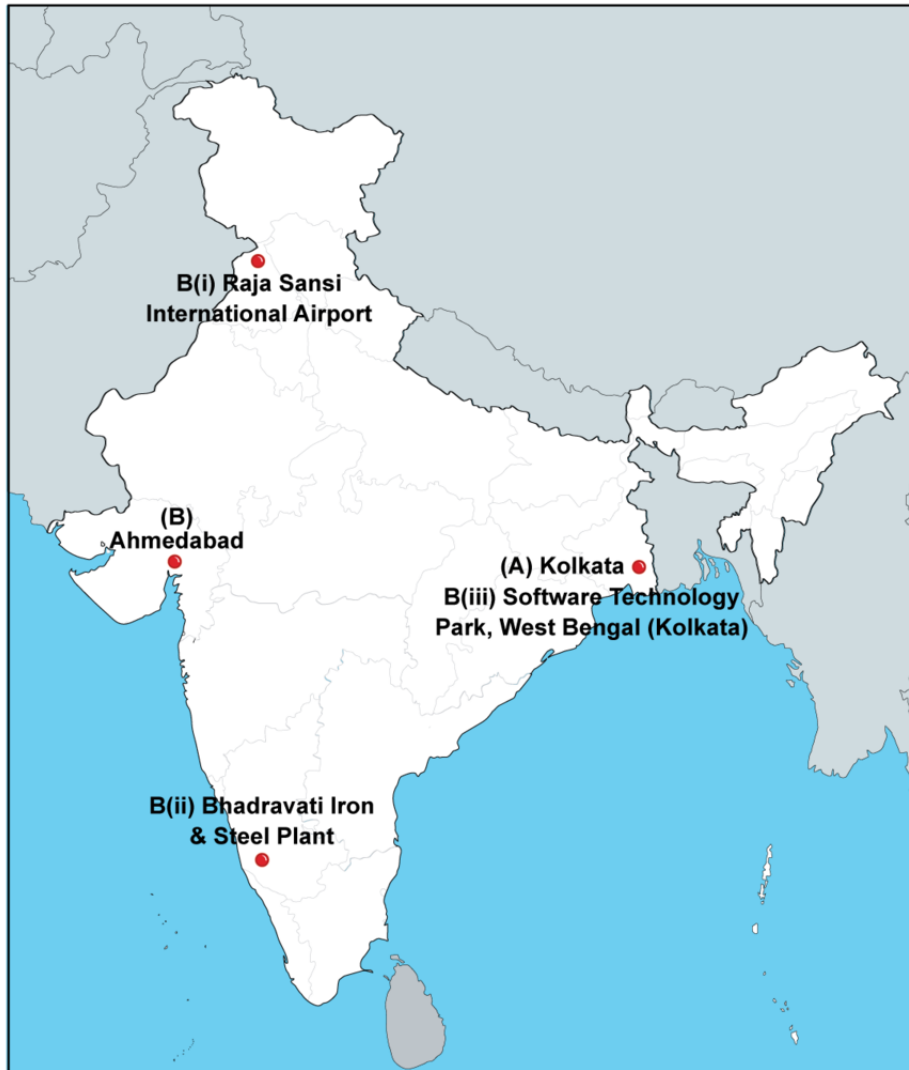 B(i) Raja Sansi
International Airport
(B)
Ahmedabad
(A) Kolkata
B(iii) Software Technology
Park, West Bengal (Kolkata)
B(ii) Bhadravati Iron
& Steel Plant